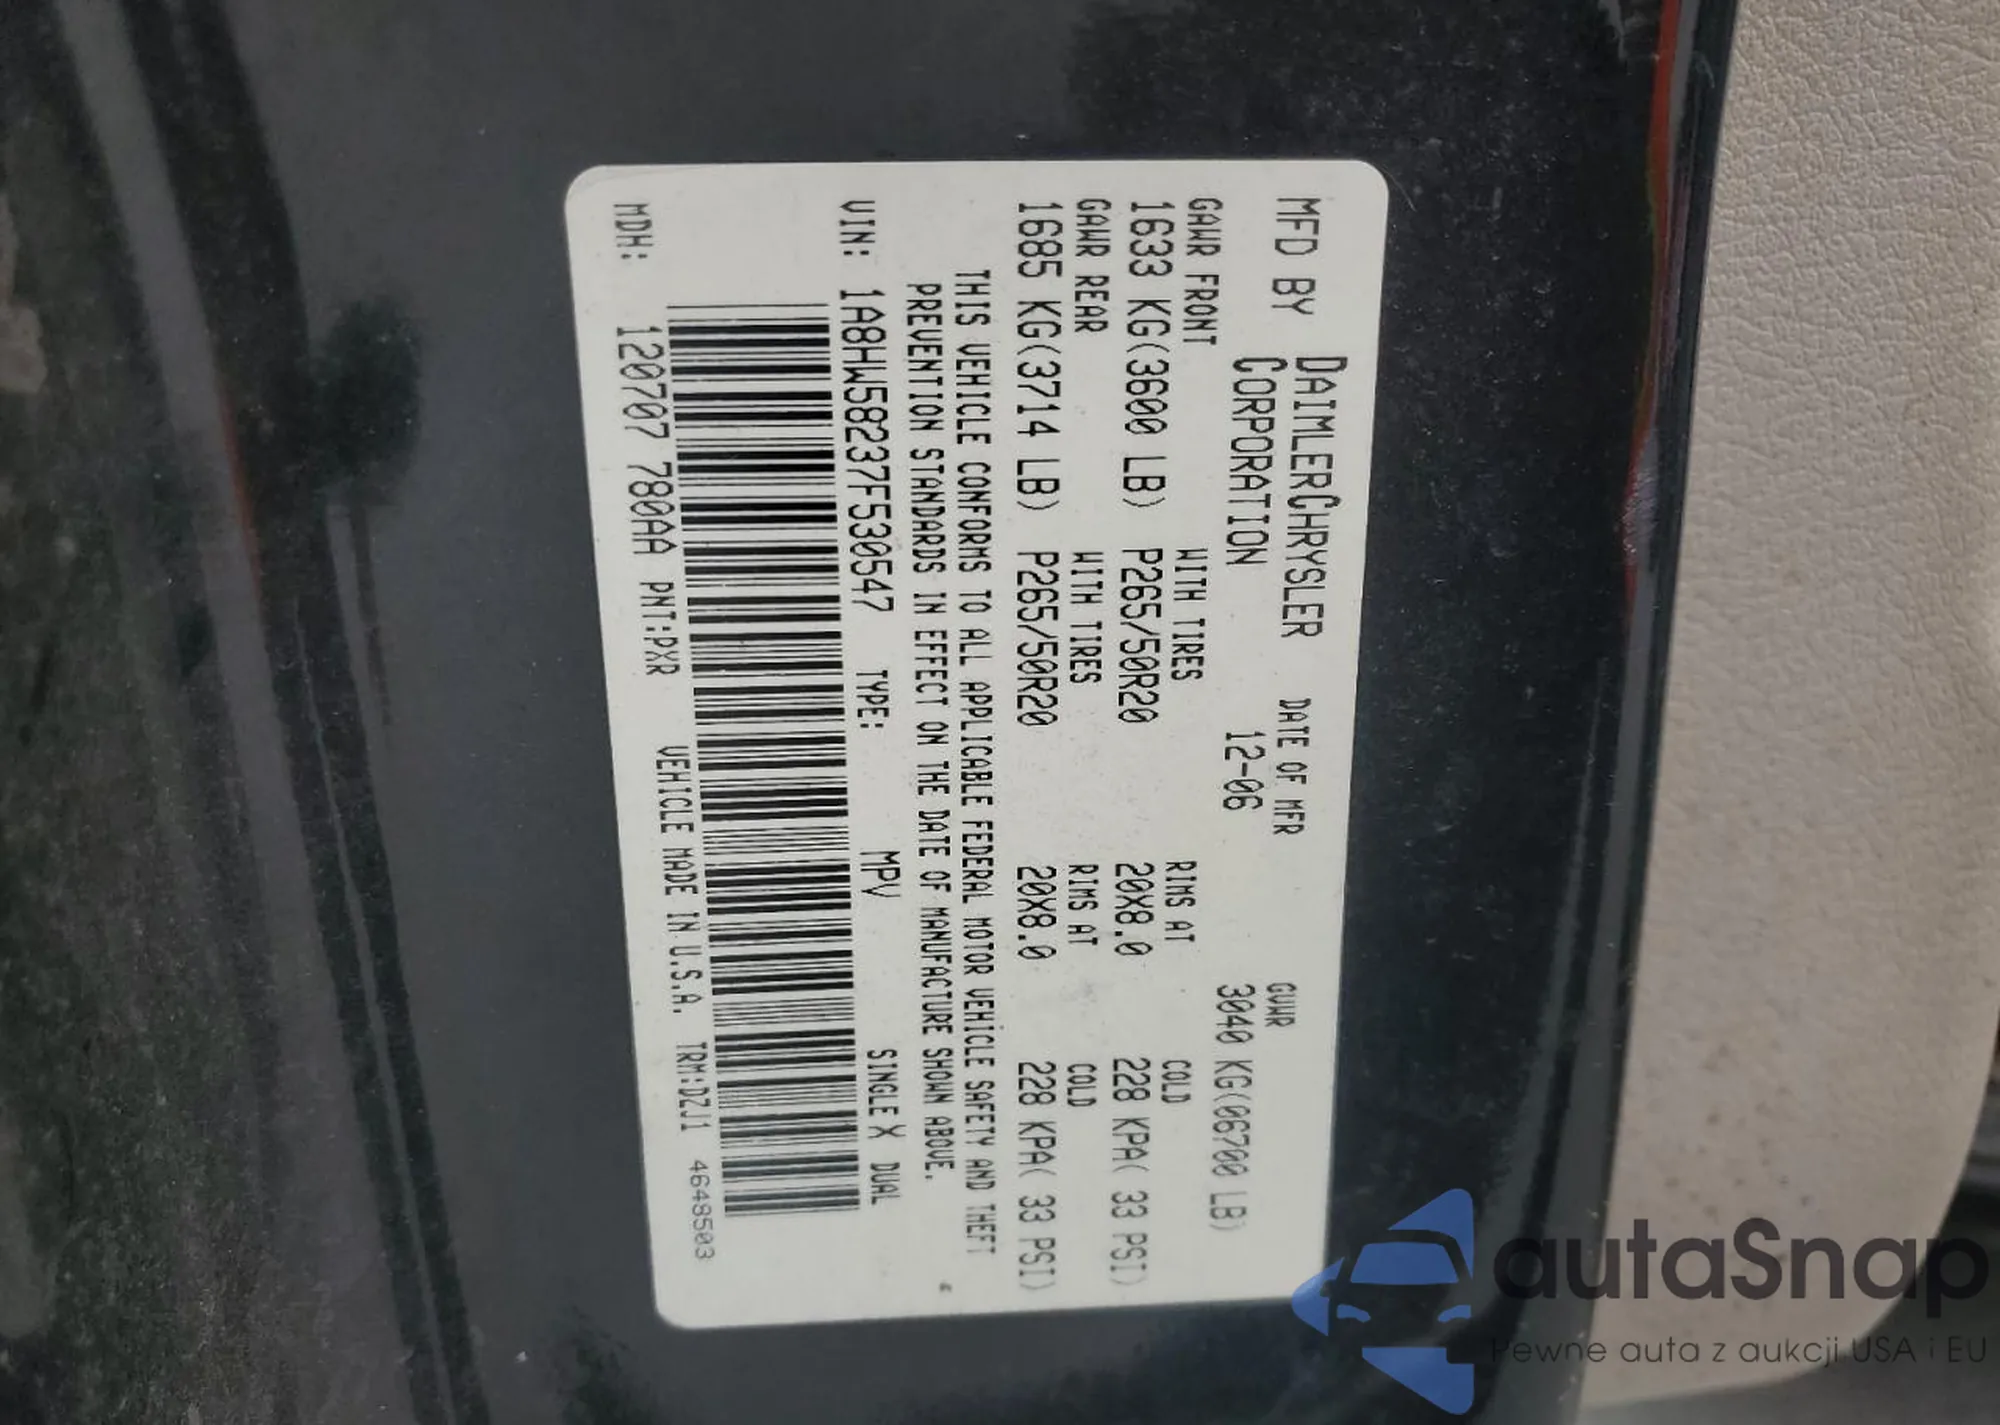 MFD BY DAIMLERCHRYSLER CORPORATION DATE OF MFR 12-06 GVWR 3040 KG(06700 LB)
GAWR FRONT WITH TIRES RIMS AT COLD
1633 KG(3600 LB) P265/50R20 20X8.0 228 KPA( 33 PSI)
GAWR REAR WITH TIRES RIMS AT COLD
1685 KG(3714 LB) P265/50R20 20X8.0 228 KPA( 33 PSI)
THIS VEHICLE CONFORMS TO ALL APPLICABLE FEDERAL MOTOR VEHICLE SAFETY AND THEFT
PREVENTION STANDARDS IN EFFECT ON THE DATE OF MANUFACTURE SHOWN ABOVE.
VIN: 1A8HW58237F530547 TYPE: MPV SINGLE X DUAL
MDH: 120707 780AA PNT:PXR VEHICLE MADE IN U.S.A. TRM:DZJ1 4648503
autaSnap
Pewne auta z aukcji USA i EU